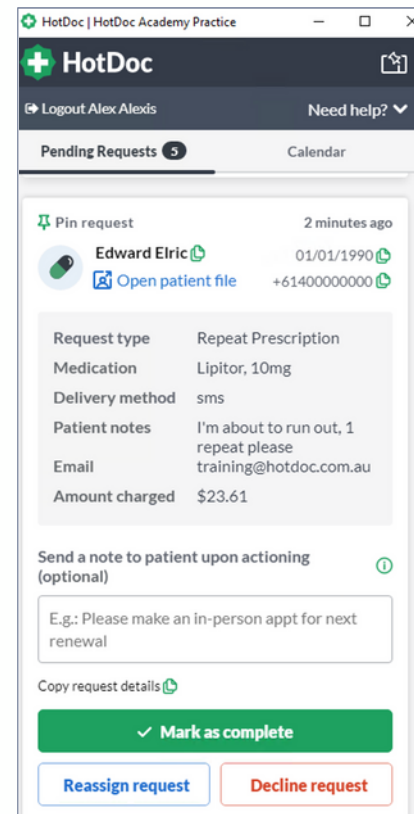 HotDoc | HotDoc Academy Practice
HotDoc
Logout Alex Alexis Need help?
Pending Requests 5 Calendar
Pin request 2 minutes ago
Edward Elric 01/01/1990
Open patient file +61400000000
Request type Repeat Prescription
Medication Lipitor, 10mg
Delivery method sms
Patient notes I'm about to run out, 1
repeat please
Email training@hotdoc.com.au
Amount charged $23.61
Send a note to patient upon actioning
(optional)
E.g.: Please make an in-person appt for next
renewal
Copy request details
Mark as complete
Reassign request Decline request